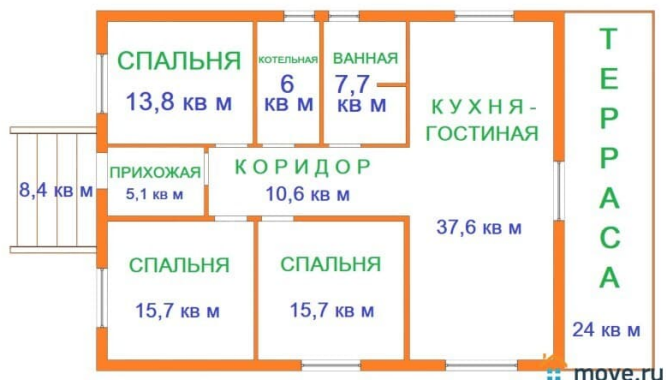 СПАЛЬНЯ
13,8 кв м
КОТЕЛЬНАЯ
6
кв м
ВАННАЯ
7,7
кв м
КУХНЯ-
ГОСТИНАЯ
37,6 кв м
ТЕРРАСА
24 кв м
8,4 кв м
ПРИХОЖАЯ
5,1 кв м
КОРИДОР
10,6 кв м
СПАЛЬНЯ
15,7 кв м
СПАЛЬНЯ
15,7 кв м
move.ru